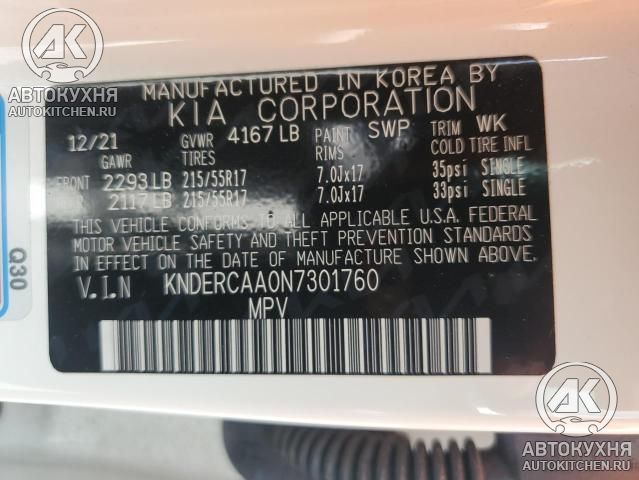 AK
АВТОКУХНЯ
AUTOKITCHEN.RU
MANUFACTURED IN KOREA BY
KIA CORPORATION
12/21 GVWR 4167 LB PAINT SWP TRIM WK
GAWR TIRES RIMS COLD TIRE INFL
FRONT 2293 LB 215/55R17 7.0Jx17 35psi SINGLE
2117 LB 215/55R17 7.0Jx17 33psi SINGLE
THIS VEHICLE CONFORMS TO ALL APPLICABLE U.S.A. FEDERAL
MOTOR VEHICLE SAFETY AND THEFT PREVENTION STANDARDS
IN EFFECT ON THE DATE OF MANUFACTURE SHOWN ABOVE.
V.I.N KNDERCAA0N7301760
MPV
Q30
AK
АВТОКУХНЯ
AUTOKITCHEN.RU